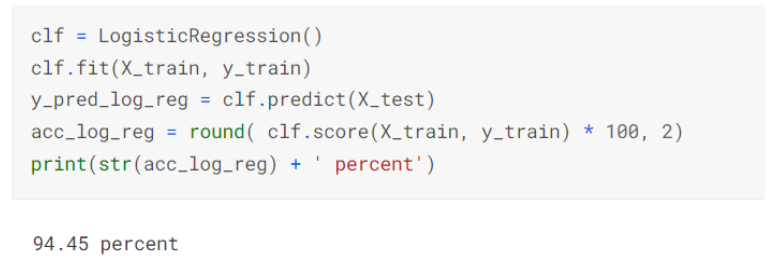 clf = LogisticRegression()
clf.fit(X_train, y_train)
y_pred_log_reg = clf.predict(X_test)
acc_log_reg = round( clf.score(X_train, y_train) * 100, 2)
print(str(acc_log_reg) + ' percent')
94.45 percent